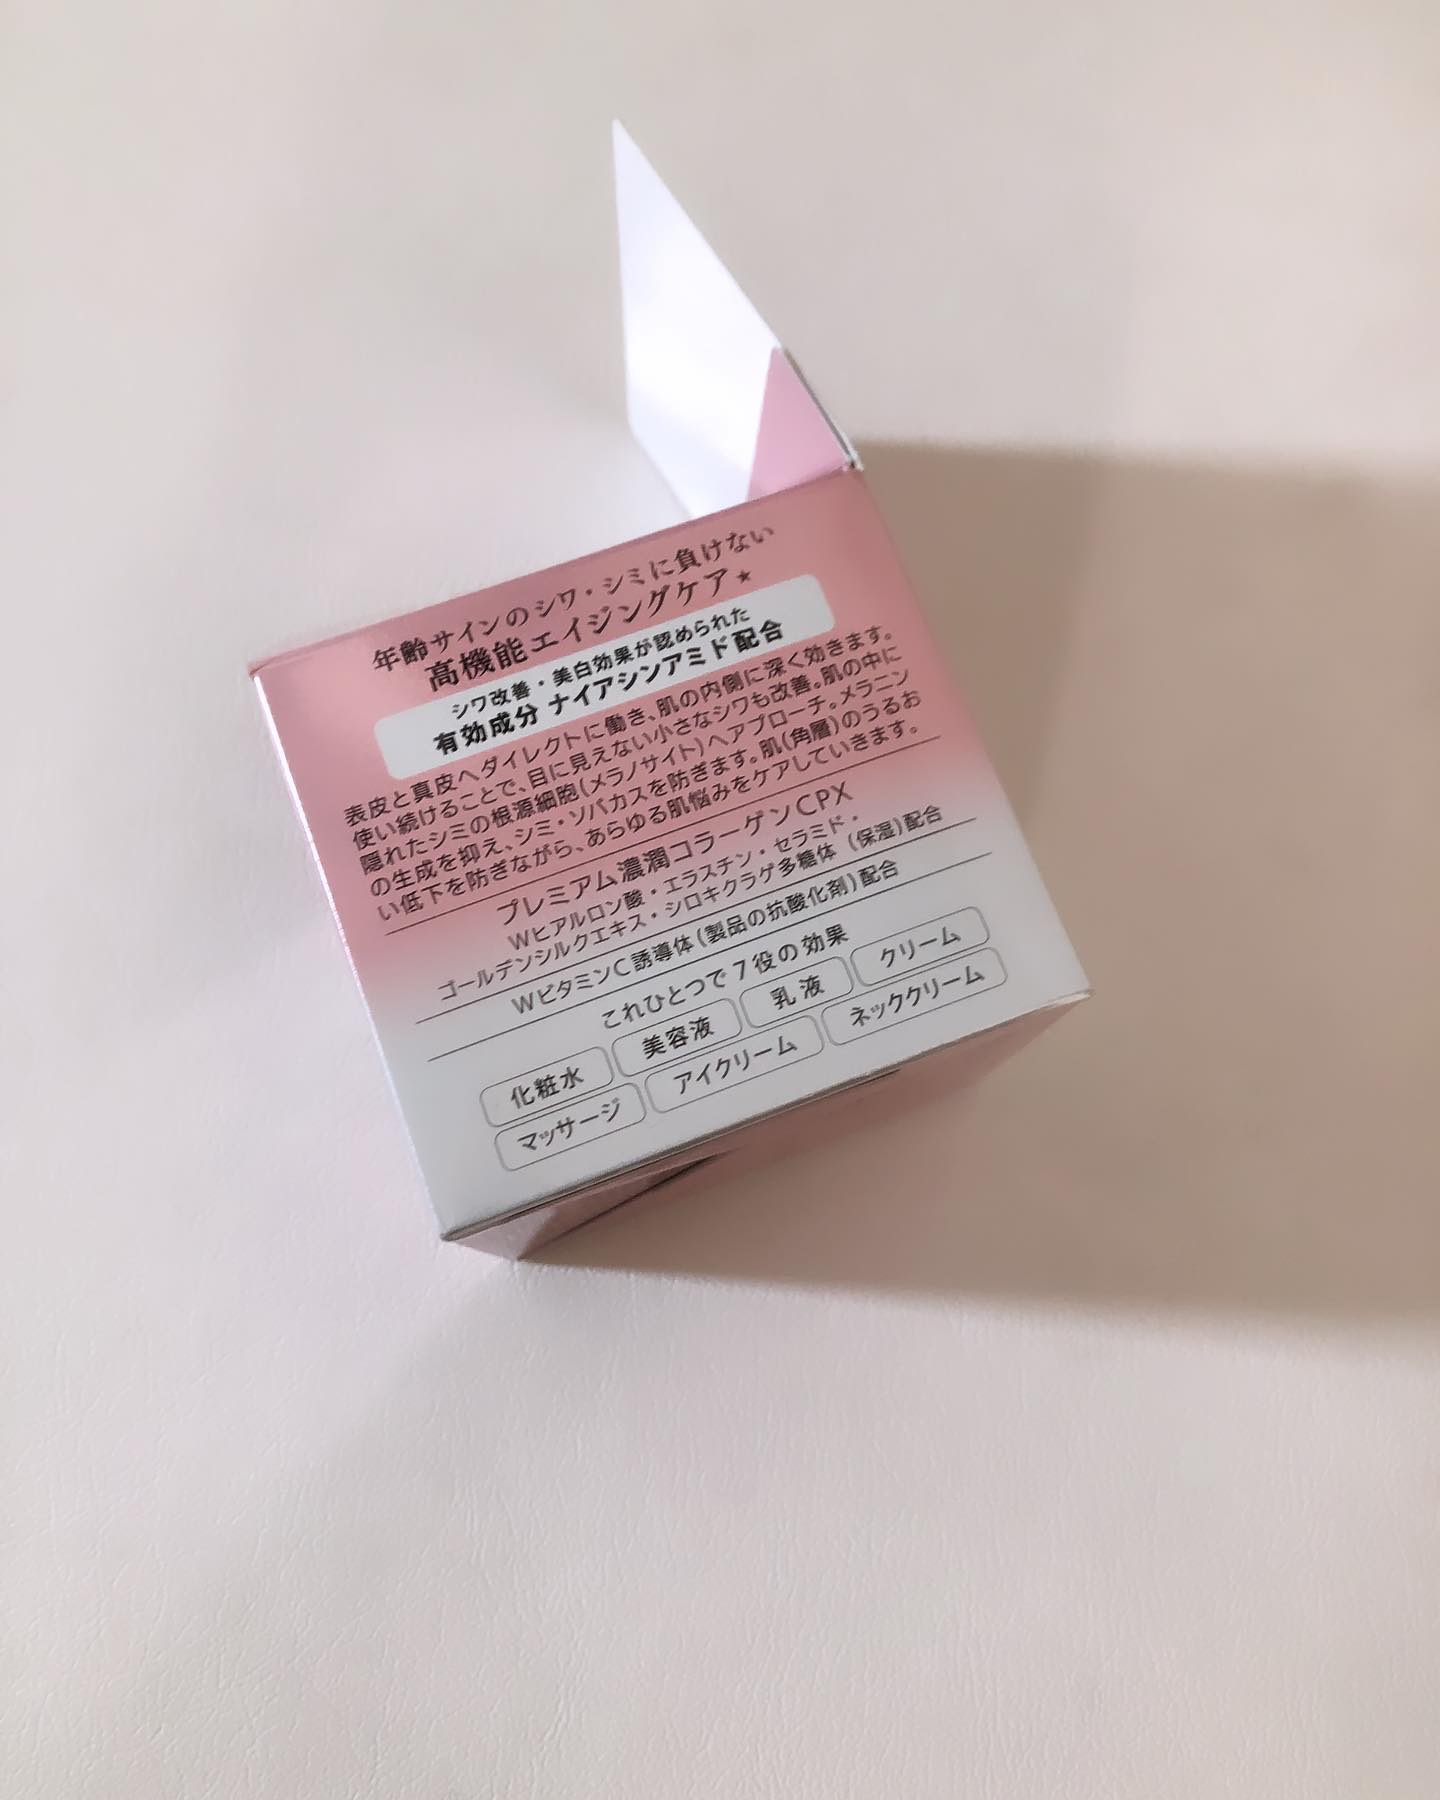 年齢サインのシワ・シミに負けない
高機能エイジングケア★
シワ改善・美白効果が認められた
有効成分 ナイアシンアミド配合
表皮と真皮へダイレクトに働き、肌の内側に深く効きます。
使い続けることで、目に見えない小さなシワも改善。肌の中に
隠れたシミの根源細胞(メラノサイト)へアプローチ。メラニン
の生成を抑え、シミ・ソバカスを防ぎます。肌(角層)のうるお
い低下を防ぎながら、あらゆる肌悩みをケアしていきます。
プレミアム濃潤コラーゲンCPX
Wヒアルロン酸・エラスチン・セラミド・
ゴールデンシルクエキス・シロキクラゲ多糖体 (保湿)配合
WビタミンC誘導体(製品の抗酸化剤)配合
これひとつで7役の効果
化粧水 美容液 乳液 クリーム
マッサージ アイクリーム ネッククリーム